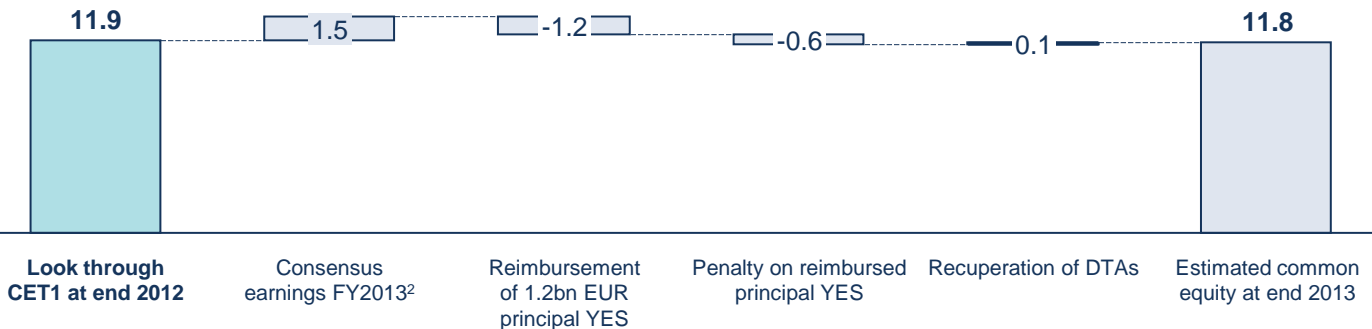 11.9
1.5
-1.2
-0.6
0.1
11.8
Look through
CET1 at end 2012
Consensus
earnings FY2013²
Reimbursement
of 1.2bn EUR
principal YES
Penalty on reimbursed
principal YES
Recuperation of DTAs
Estimated common
equity at end 2013